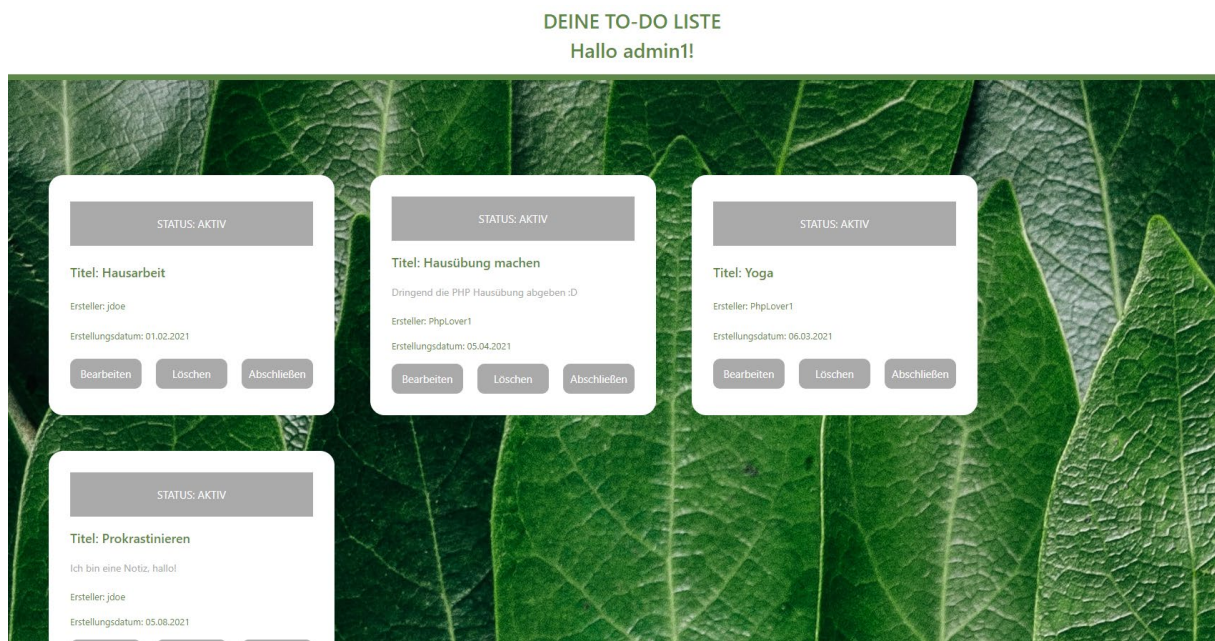 DEINE TO-DO LISTE
Hallo admin1!
STATUS: AKTIV
Titel: Hausarbeit
Ersteller: jdoe
Erstellungsdatum: 01.02.2021
Bearbeiten
Löschen
Abschließen
STATUS: AKTIV
Titel: Hausübung machen
Dringend die PHP Hausübung abgeben :D
Ersteller: PhpLover1
Erstellungsdatum: 05.04.2021
Bearbeiten
Löschen
Abschließen
STATUS: AKTIV
Titel: Yoga
Ersteller: PhpLover1
Erstellungsdatum: 06.03.2021
Bearbeiten
Löschen
Abschließen
STATUS: AKTIV
Titel: Prokrastinieren
Ich bin eine Notiz, hallo!
Ersteller: jdoe
Erstellungsdatum: 05.08.2021